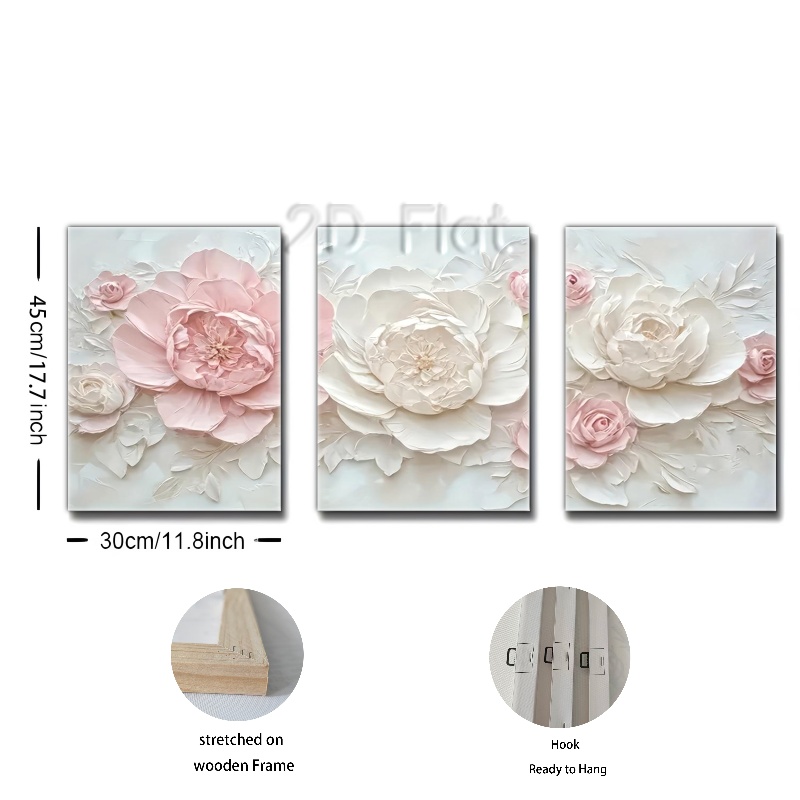 2D Flat
45cm/17.7inch
30cm/11.8inch
stretched on
wooden Frame
Hook
Ready to Hang